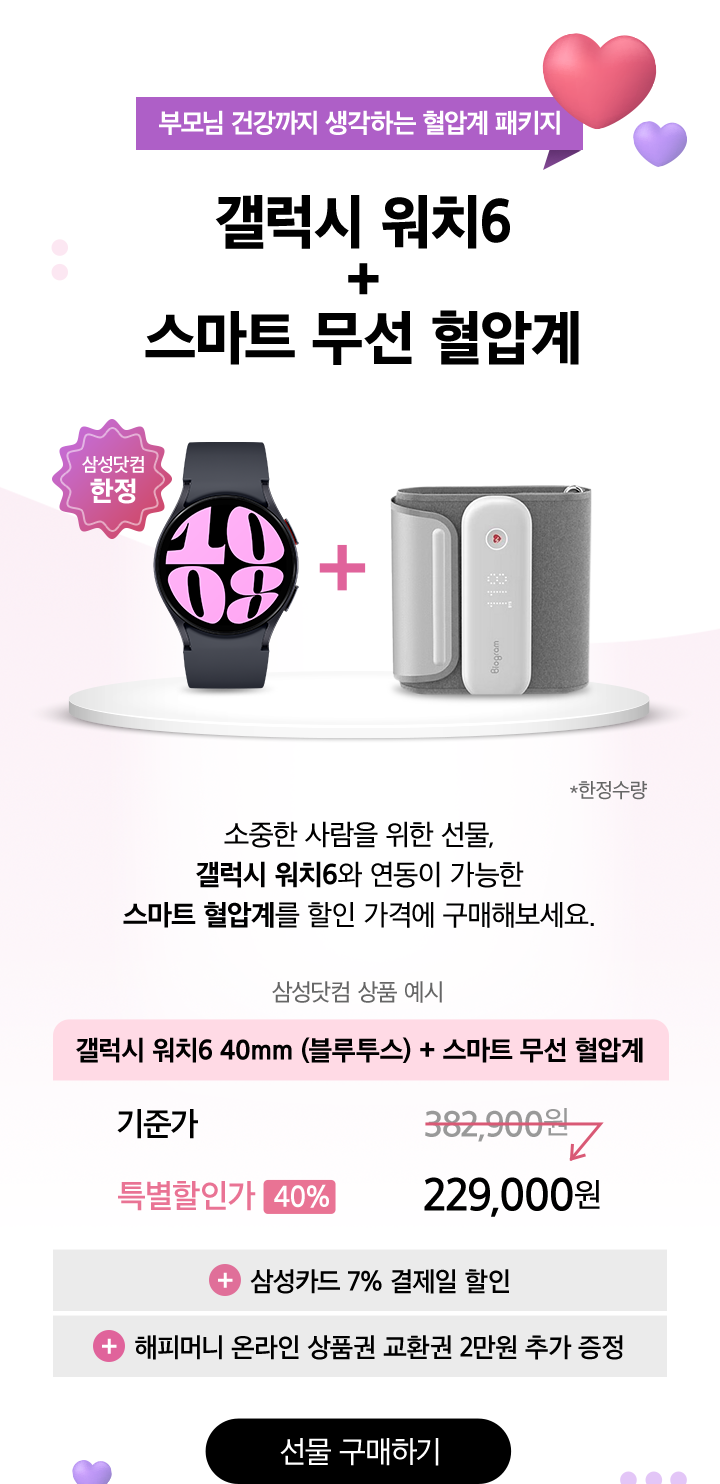 부모님 건강까지 생각하는 혈압계 패키지
갤럭시 워치6
+
스마트 무선 혈압계
삼성닷컴
한정
10
08
+
Biogram
*한정수량
소중한 사람을 위한 선물,
갤럭시 워치6와 연동이 가능한
스마트 혈압계를 할인 가격에 구매해보세요.
삼성닷컴 상품 예시
갤럭시 워치6 40mm (블루투스) + 스마트 무선 혈압계
기준가 382,900원
특별할인가 40% 229,000원
+ 삼성카드 7% 결제일 할인
+ 해피머니 온라인 상품권 교환권 2만원 추가 증정
선물 구매하기